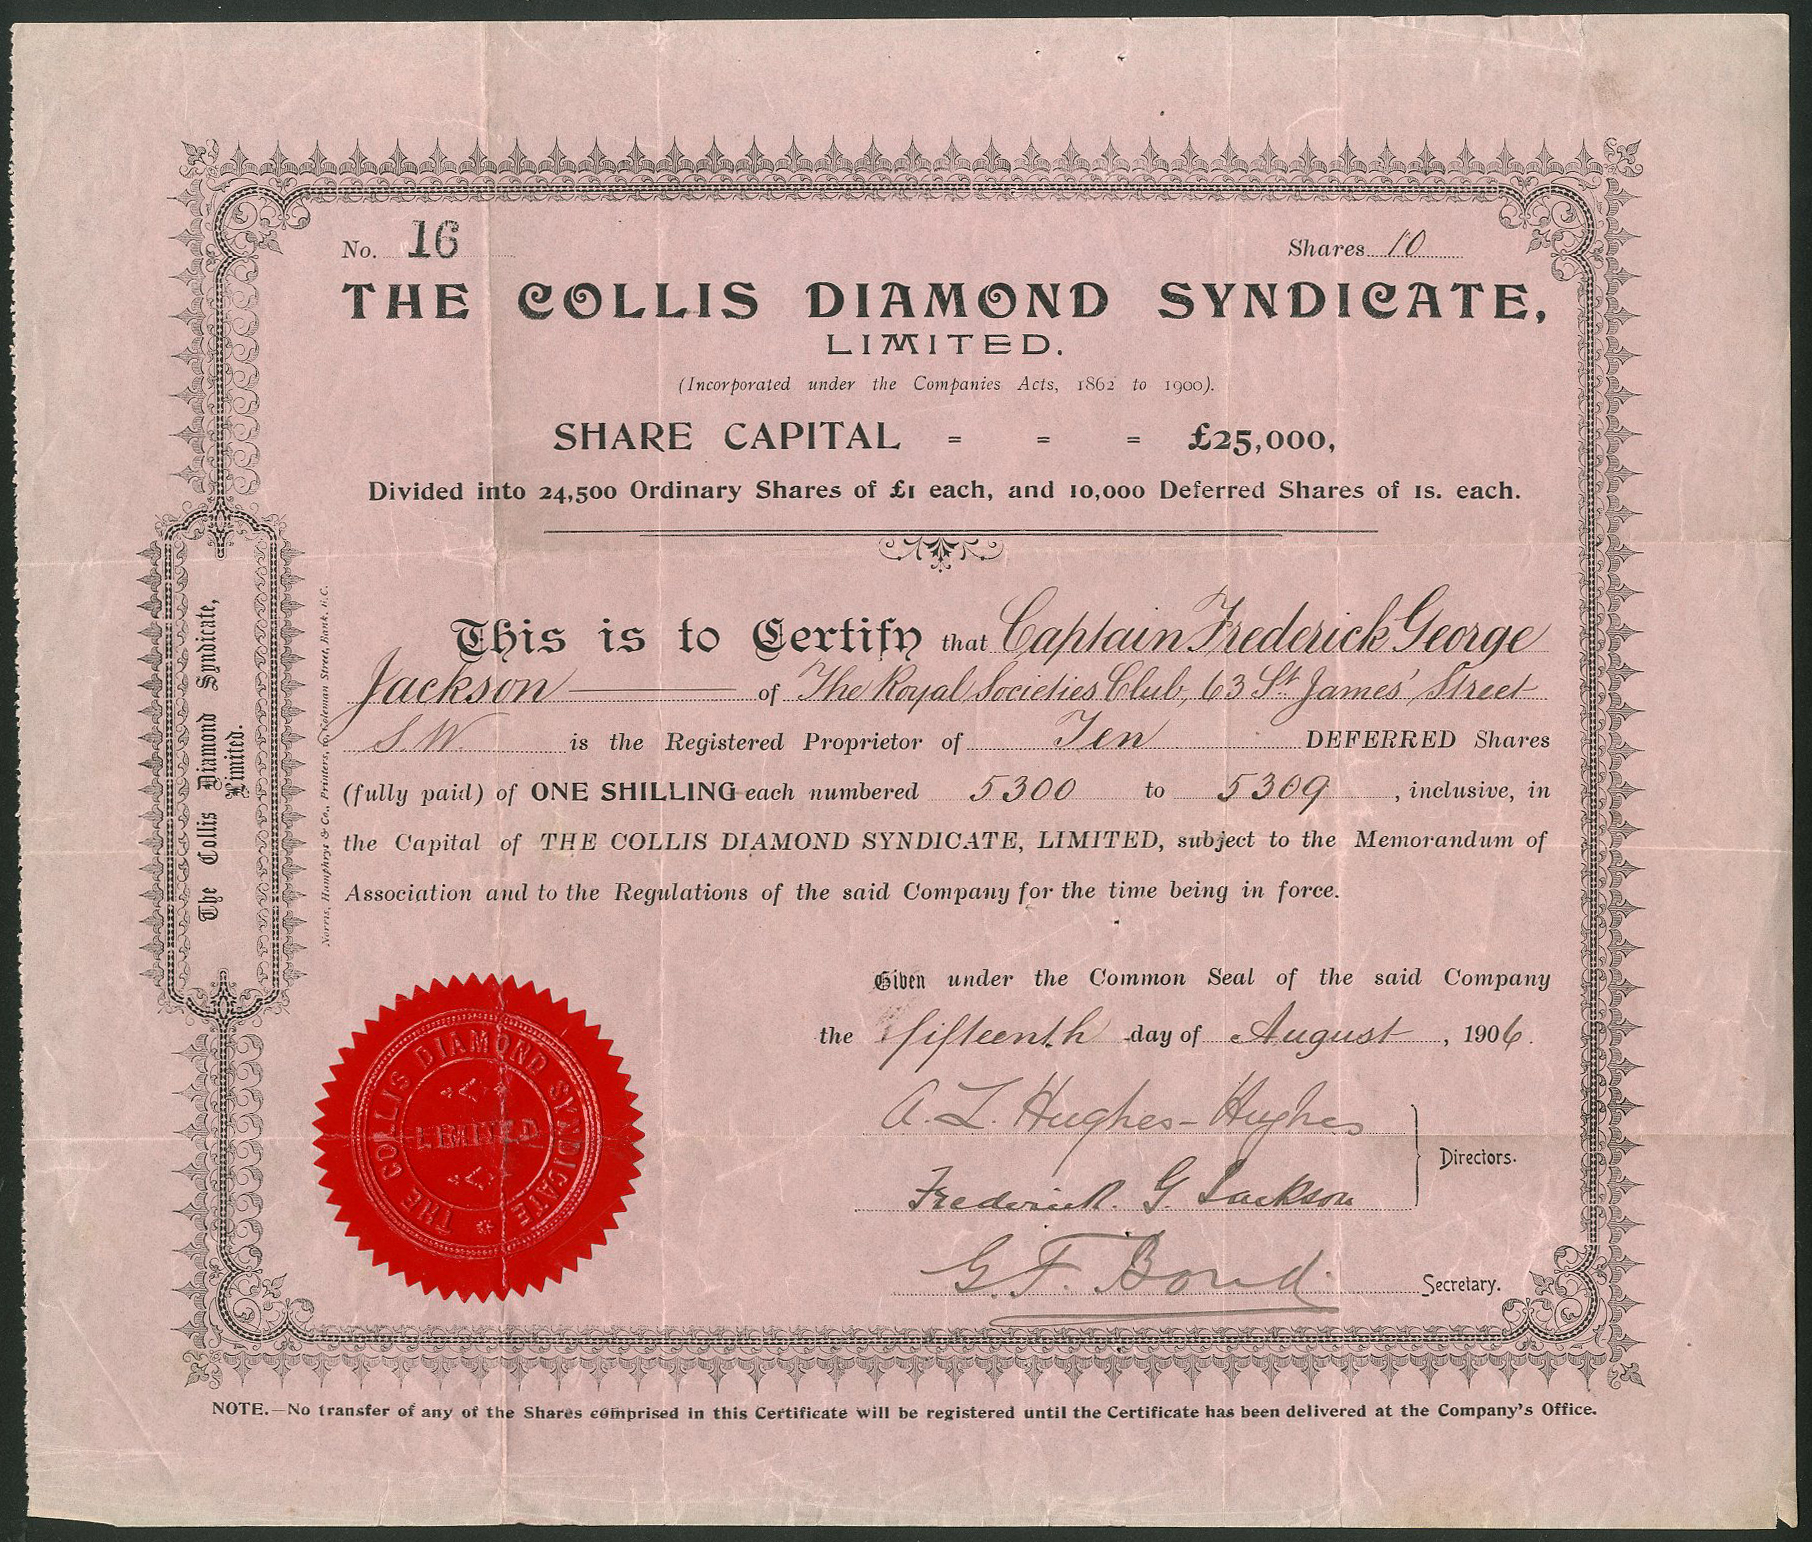 No. 16
Shares 10
THE COLLIS DIAMOND SYNDICATE,
LIMITED.
(Incorporated under the Companies Acts, 1862 to 1900).
SHARE CAPITAL = = = £25,000,
Divided into 24,500 Ordinary Shares of £1 each, and 10,000 Deferred Shares of 1s. each.
This is to Certify that Captain Frederick George
Jackson of The Royal Societies Club, 63 St James' Street
S.W. is the Registered Proprietor of Ten DEFERRED Shares
(fully paid) of ONE SHILLING each numbered 5300 to 5309, inclusive, in
the Capital of THE COLLIS DIAMOND SYNDICATE, LIMITED, subject to the Memorandum of
Association and to the Regulations of the said Company for the time being in force.
Given under the Common Seal of the said Company
the fifteenth day of August, 1906.
A. L. Hughes-Hughes
Directors.
Frederick G. Jackson
G. F. Bond Secretary.
NOTE.—No transfer of any of the Shares comprised in this Certificate will be registered until the Certificate has been delivered at the Company's Office.
The Collis Diamond Syndicate,
Limited.
Norris, Humphrys & Co., Printers, Coleman Street, Bank, E.C.
THE COLLIS DIAMOND SYNDICATE
LIMITED